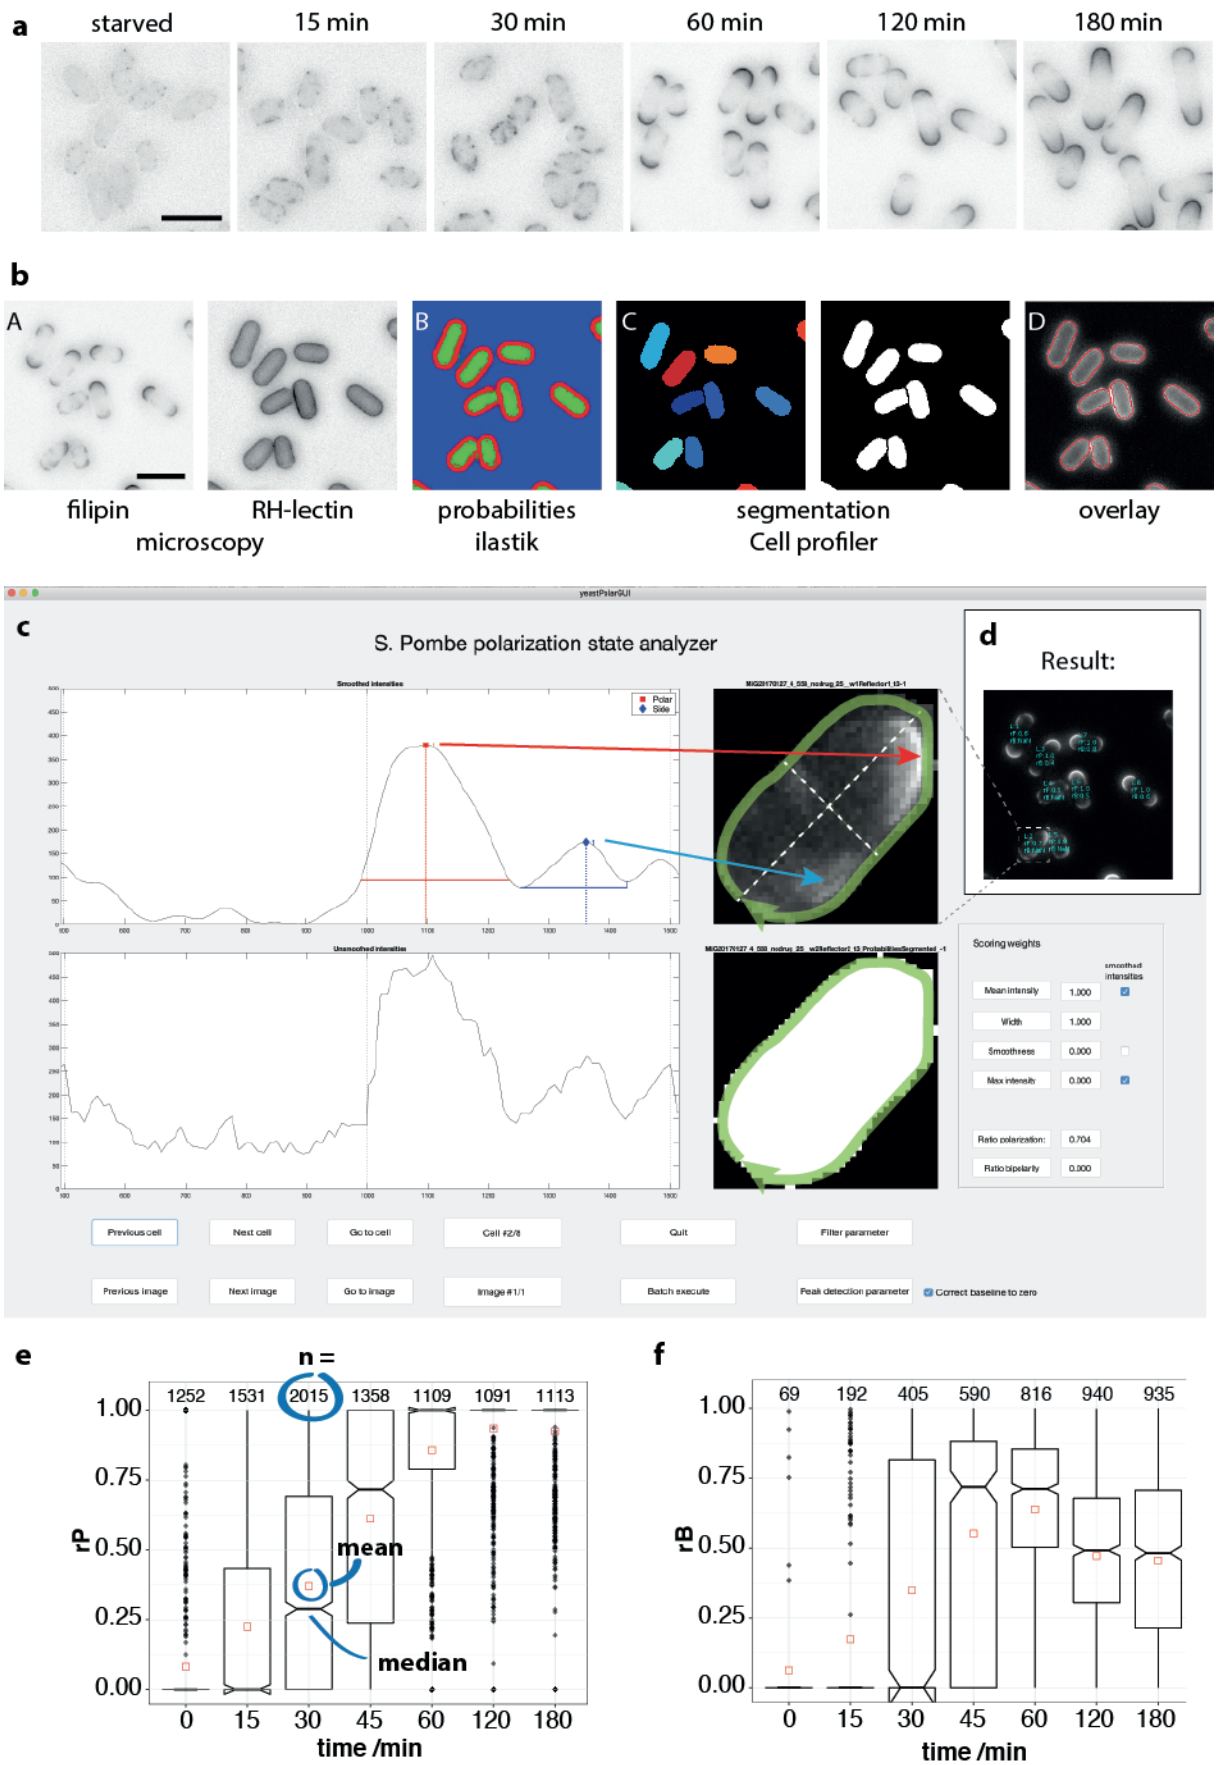 a
starved 15 min 30 min 60 min 120 min 180 min
b
A B C D
filipin RH-lectin probabilities segmentation overlay
microscopy ilastik Cell profiler
yeastPolarGUI
c
S. Pombe polarization state analyzer
d
Result:
Smoothed intensities
Polar
Side
Unsmoothed intensities
Scoring weights
smoothed
intensities
Mean intensity 1.000
Width 1.000
Smoothness 0.000
Max intensity 0.000
Ratio polarization: 0.704
Ratio bipolarity 0.000
Previous cell Next cell Go to cell Cell #2/8 Quit Filter parameter
Previous image Next image Go to image Image #1/1 Batch execute Peak detection parameter Correct baseline to zero
e
n =
1252 1531 2015 1358 1109 1091 1113
1.00
0.75
0.50
0.25
0.00
rP
mean
median
0 15 30 45 60 120 180
time /min
f
69 192 405 590 816 940 935
1.00
0.75
0.50
0.25
0.00
rB
0 15 30 45 60 120 180
time /min